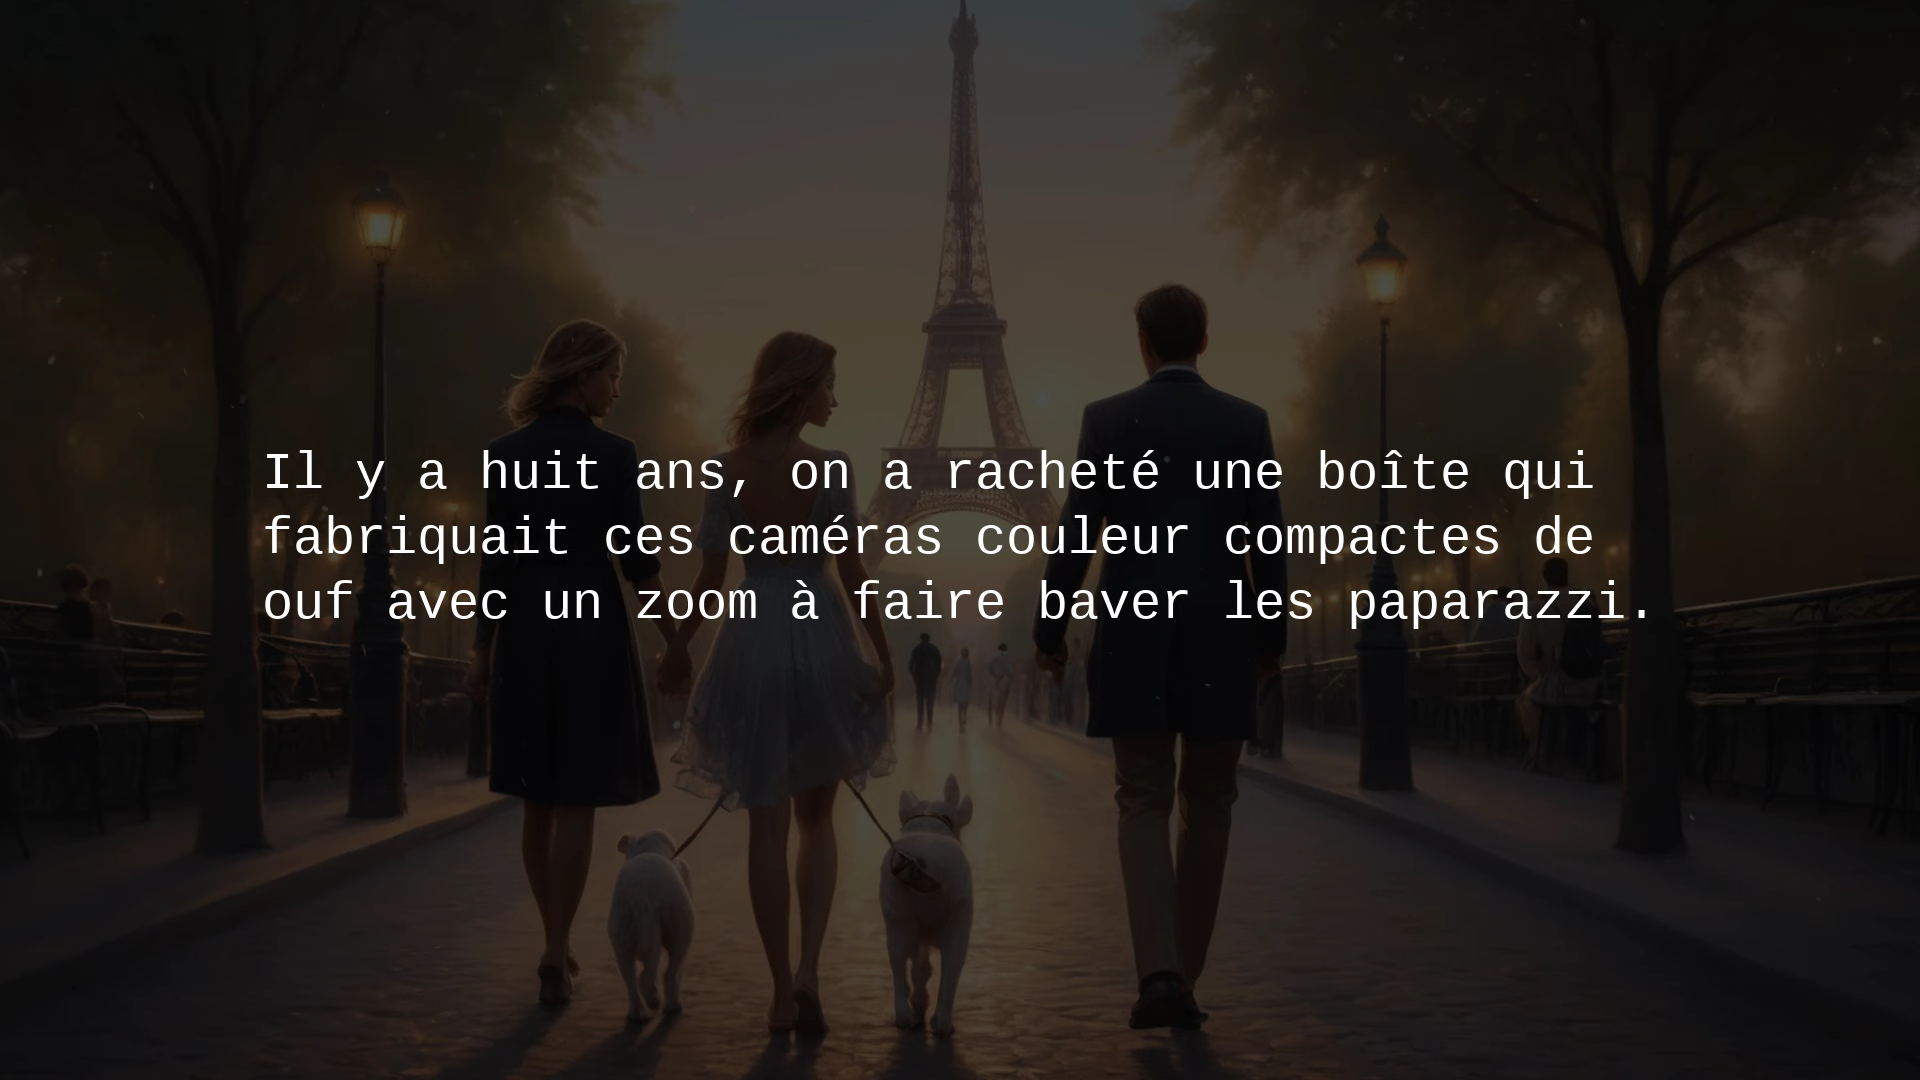 Il y a huit ans, on a racheté une boîte qui
fabriquait ces caméras couleur compactes de
ouf avec un zoom à faire baver les paparazzi.